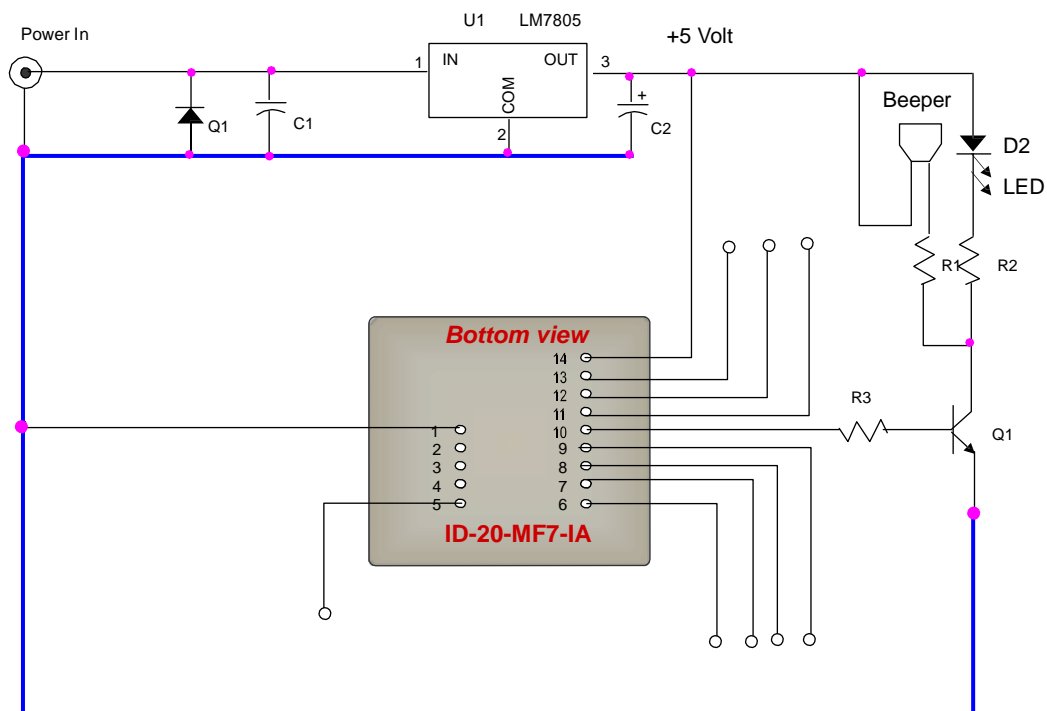 U1 LM7805
Power In
+5 Volt
1 IN OUT 3
COM
2
Q1
C1
+
C2
Beeper
D2
LED
R1
R2
Bottom view
14
13
12
11
10
9
8
7
6
1
2
3
4
5
R3
Q1
ID-20-MF7-IA